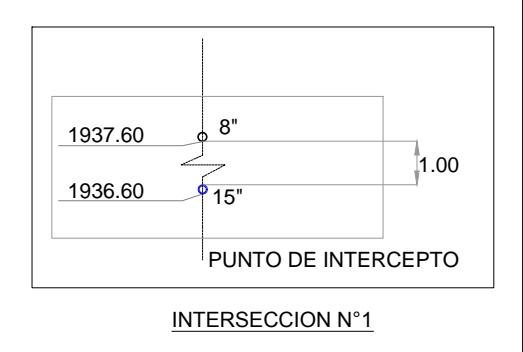 1937.60
8"
1.00
1936.60
15"
PUNTO DE INTERCEPTO
INTERSECCION N°1